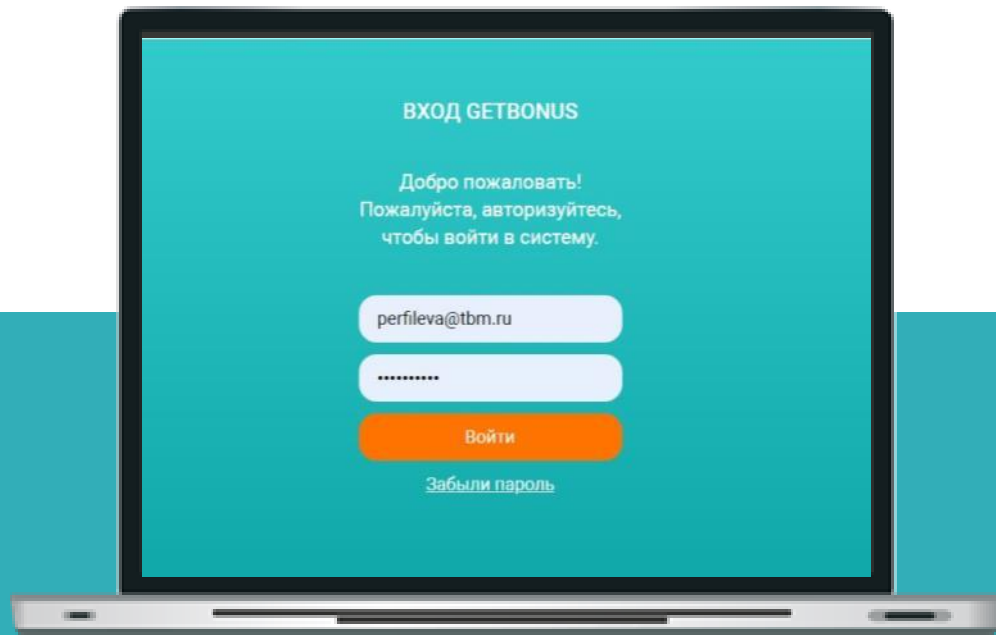 ВХОД GETBONUS
Добро пожаловать!
Пожалуйста, авторизуйтесь,
чтобы войти в систему.
perfileva@tbm.ru
••••••••••
Войти
Забыли пароль